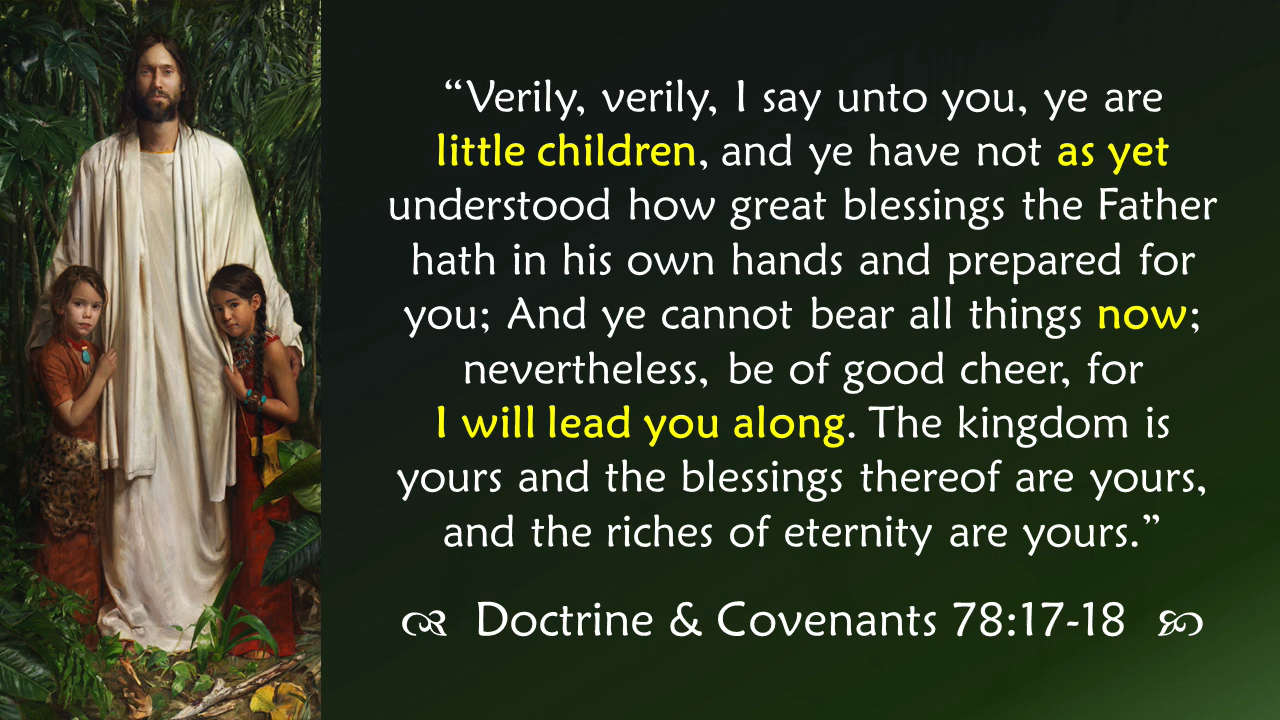 “Verily, verily, I say unto you, ye are
little children, and ye have not as yet
understood how great blessings the Father
hath in his own hands and prepared for
you; And ye cannot bear all things now;
nevertheless, be of good cheer, for
I will lead you along. The kingdom is
yours and the blessings thereof are yours,
and the riches of eternity are yours.”
Doctrine & Covenants 78:17-18